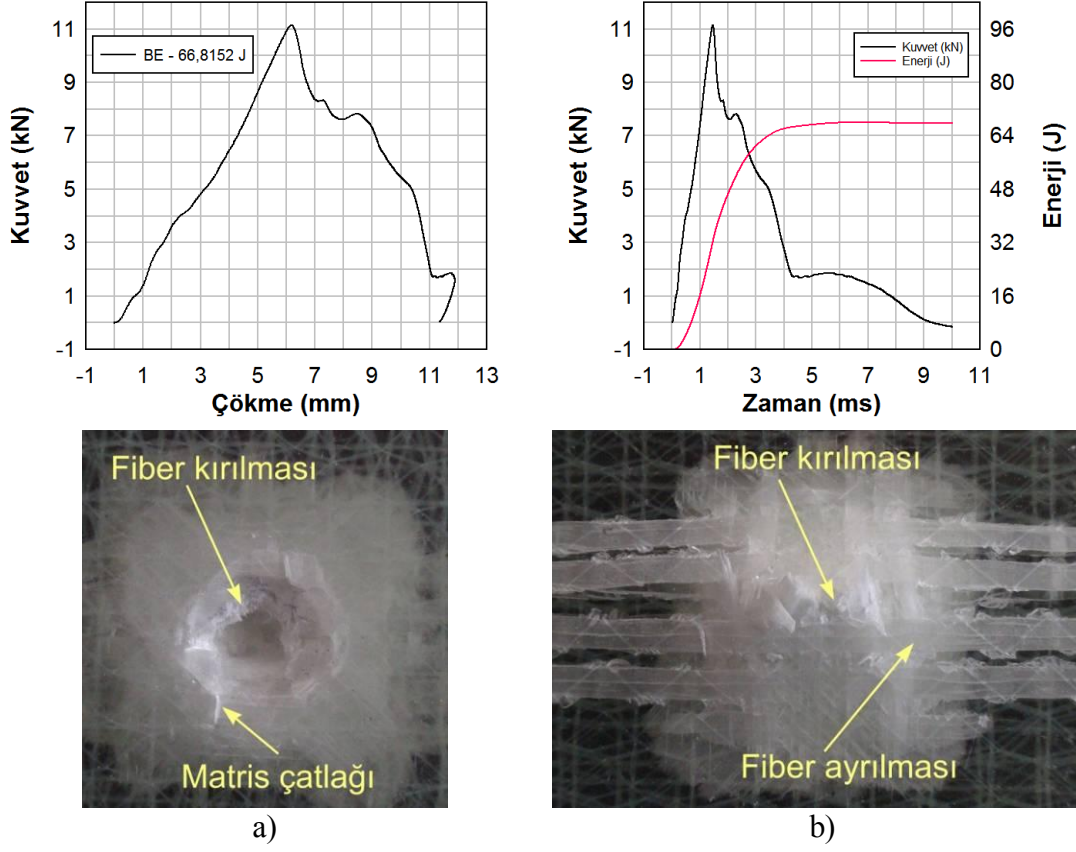 11
9
7
5
3
1
-1
Kuvvet (kN)
BE - 66,8152 J
-1 1 3 5 7 9 11 13
Çökme (mm)
11
9
7
5
3
1
-1
Kuvvet (kN)
Kuvvet (kN)
Enerji (J)
96
80
64
48
32
16
0
Enerji (J)
-1 1 3 5 7 9 11
Zaman (ms)
Fiber kırılması
Matris çatlağı
Fiber kırılması
Fiber ayrılması
a)
b)